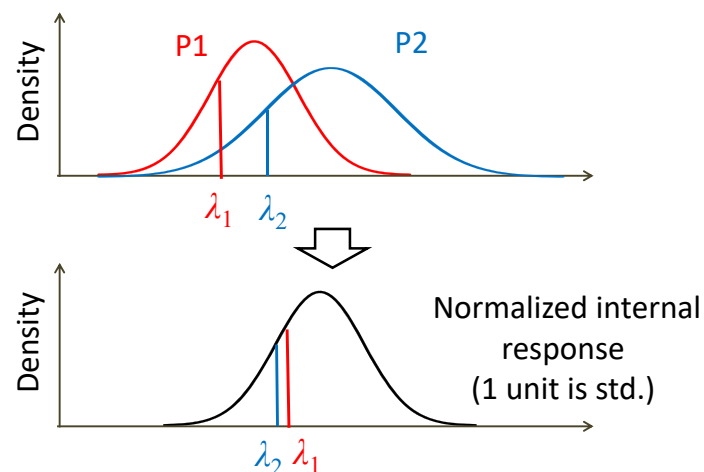 P1 P2
Density
λ1 λ2
Density
Normalized internal
response
(1 unit is std.)
λ2 λ1